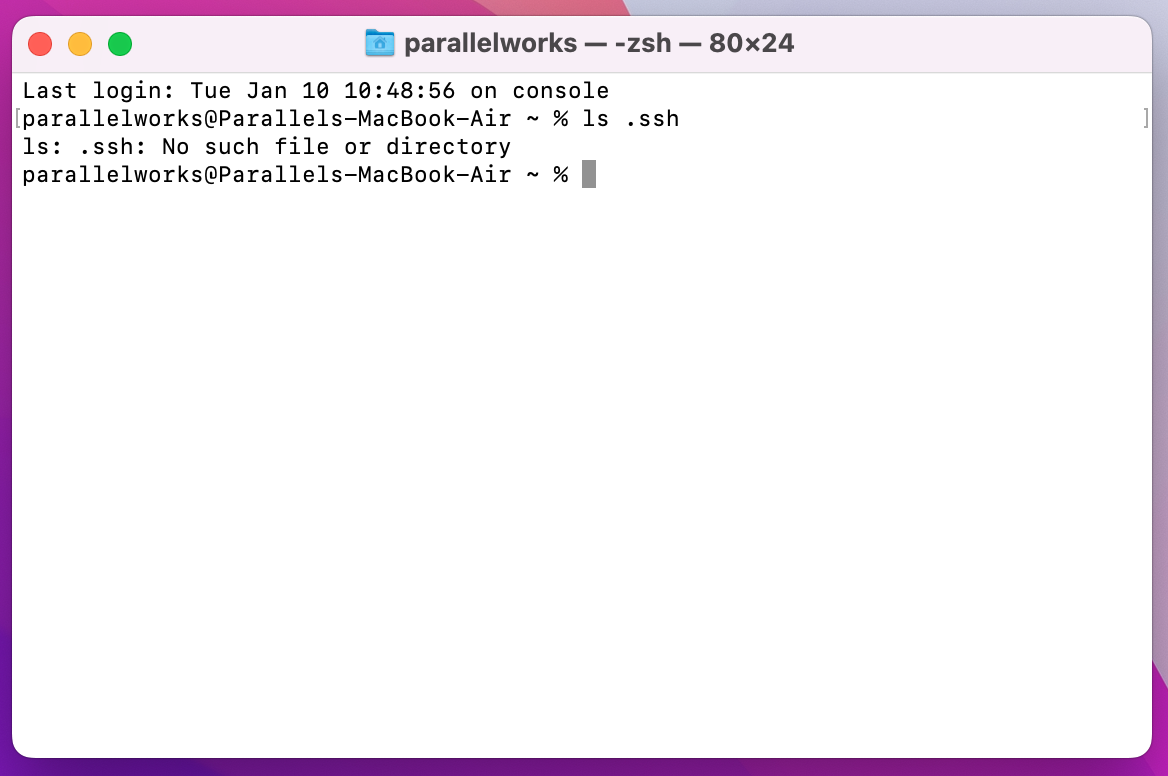 parallelworks — -zsh — 80×24
Last login: Tue Jan 10 10:48:56 on console
[parallelworks@Parallels-MacBook-Air ~ % ls .ssh ]
ls: .ssh: No such file or directory
parallelworks@Parallels-MacBook-Air ~ %